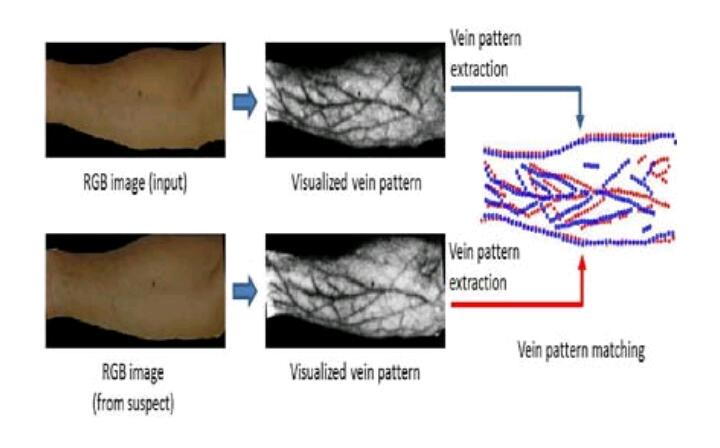 Vein pattern
extraction
RGB image (input)
Visualized vein pattern
Vein pattern
extraction
RGB image
(from suspect)
Visualized vein pattern
Vein pattern matching